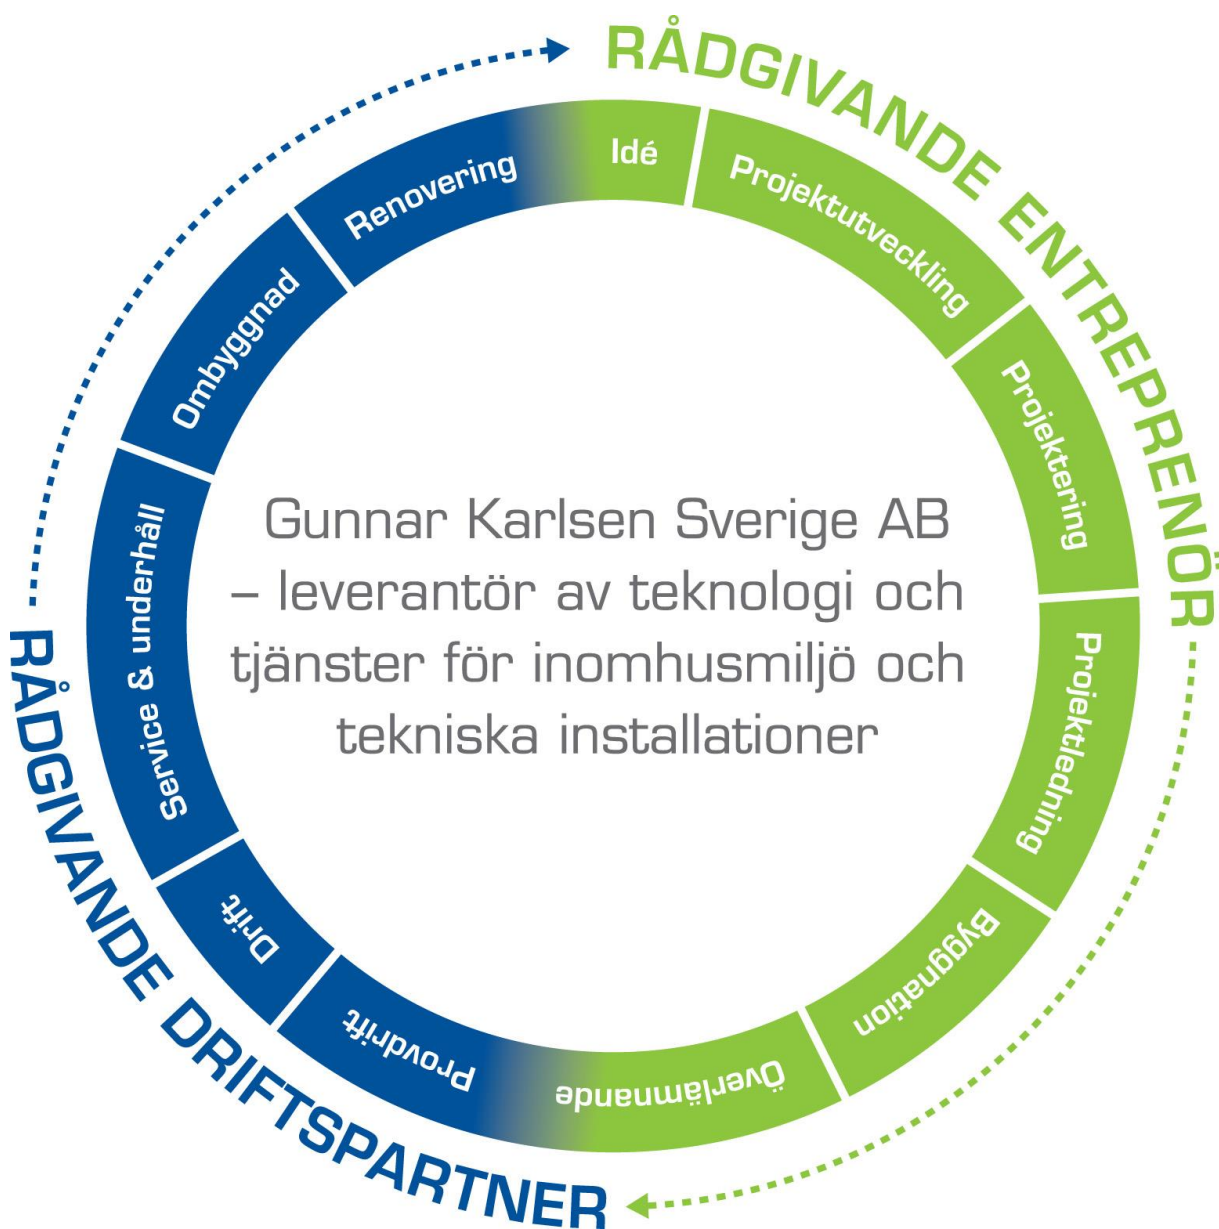 RÅDGIVANDE ENTREPRENÖR
Idé
Projektutveckling
Projektering
Projektledning
Byggnation
Överlämnande
Provdrift
Drift
Service & underhåll
Ombyggnad
Renovering
RÅDGIVANDE DRIFTSPARTNER
Gunnar Karlsen Sverige AB
– leverantör av teknologi och
tjänster för inomhusmiljö och
tekniska installationer